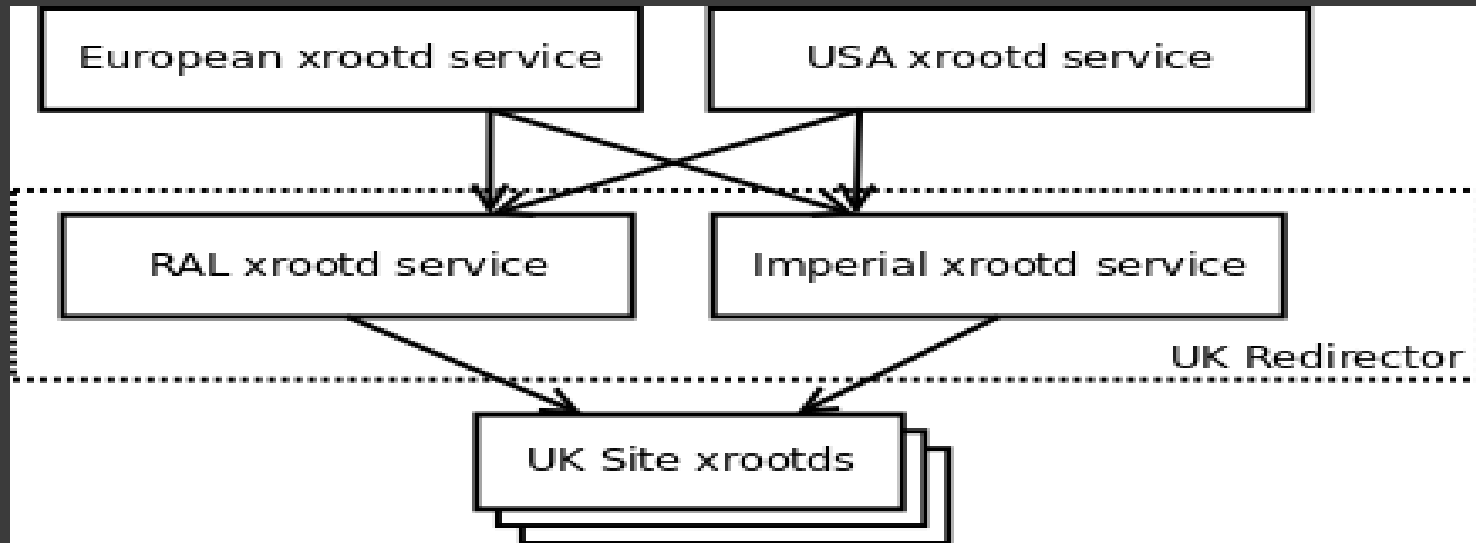 European xrootd service
USA xrootd service
RAL xrootd service
Imperial xrootd service
UK Redirector
UK Site xrootds